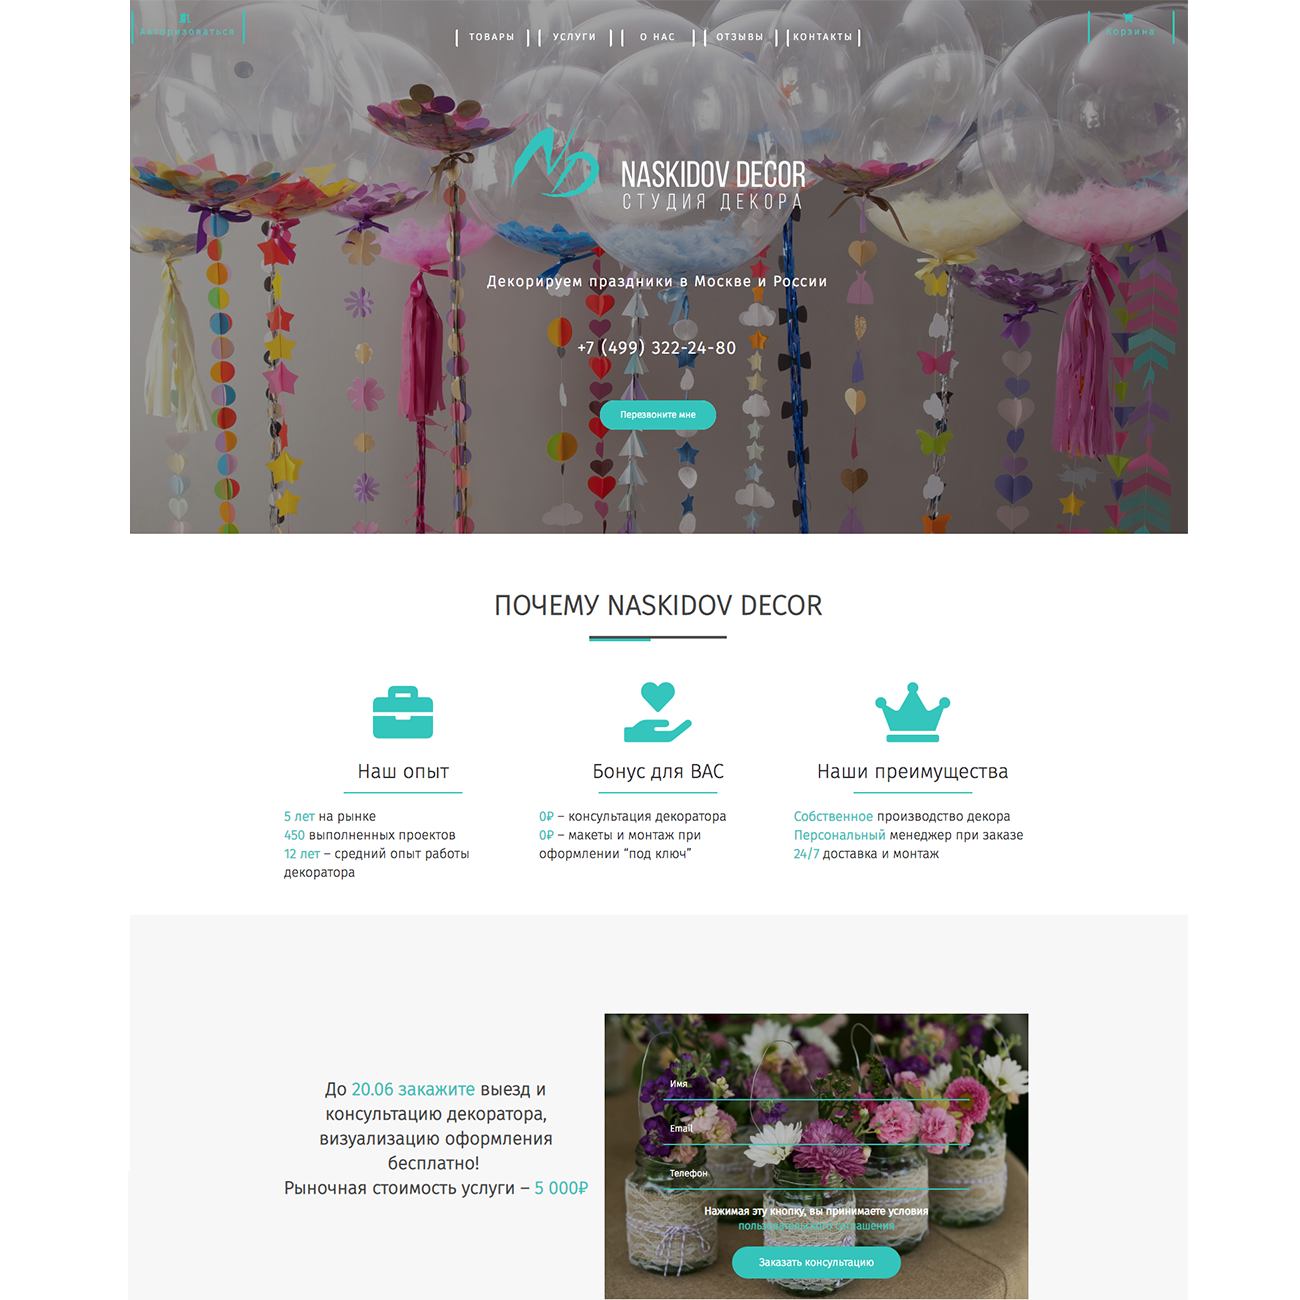 Авторизоваться
ТОВАРЫ
УСЛУГИ
О НАС
ОТЗЫВЫ
КОНТАКТЫ
Корзина
ND
NASKIDOV DECOR
СТУДИЯ ДЕКОРА
Декорируем праздники в Москве и России
+7 (499) 322-24-80
Перезвоните мне
ПОЧЕМУ NASKIDOV DECOR
Наш опыт
5 лет на рынке
450 выполненных проектов
12 лет – средний опыт работы
декоратора
Бонус для ВАС
0₽ – консультация декоратора
0₽ – макеты и монтаж при
оформлении “под ключ”
Наши преимущества
Собственное производство декора
Персональный менеджер при заказе
24/7 доставка и монтаж
До 20.06 закажите выезд и
консультацию декоратора,
визуализацию оформления
бесплатно!
Рыночная стоимость услуги – 5 000₽
Имя
Email
Телефон
Нажимая эту кнопку, вы принимаете условия
пользовательского соглашения
Заказать консультацию